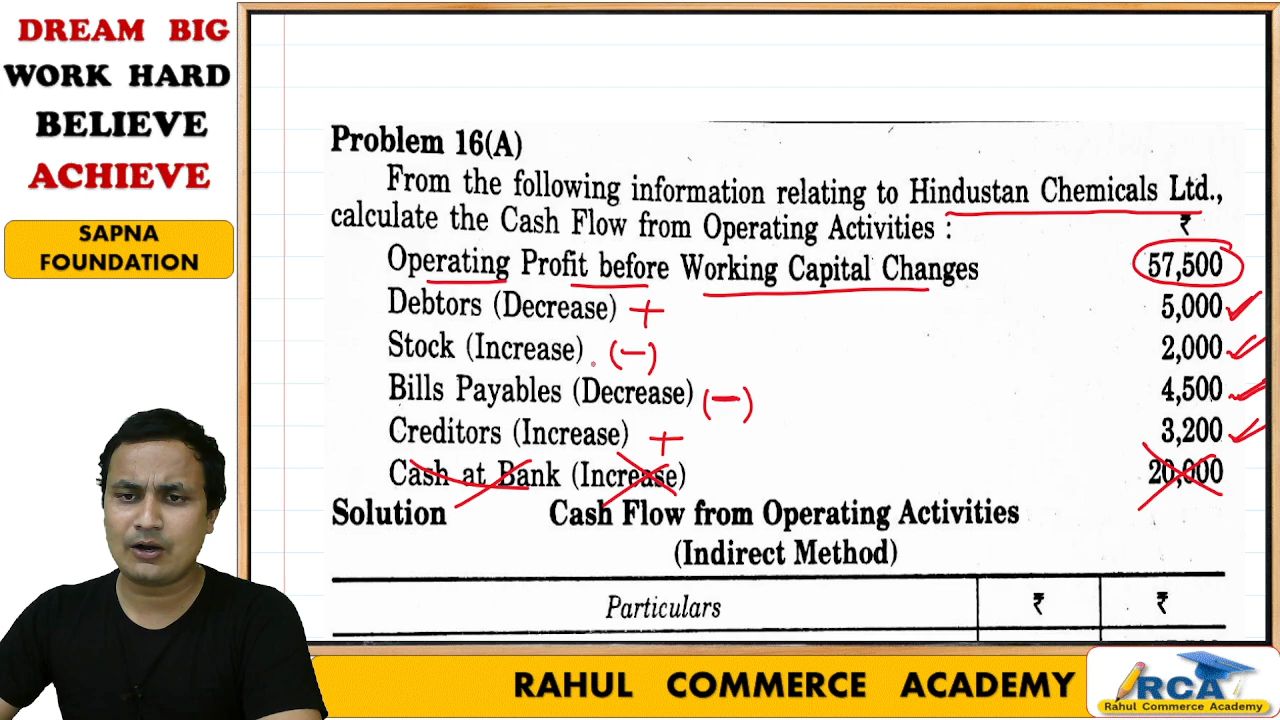 DREAM BIG
WORK HARD
BELIEVE
ACHIEVE
SAPNA
FOUNDATION
Problem 16(A)
From the following information relating to Hindustan Chemicals Ltd.,
calculate the Cash Flow from Operating Activities :
₹
Operating Profit before Working Capital Changes 57,500
Debtors (Decrease) + 5,000
Stock (Increase) (−) 2,000
Bills Payables (Decrease) (−) 4,500
Creditors (Increase) + 3,200
Cash at Bank (Increase) 20,000
Solution Cash Flow from Operating Activities
(Indirect Method)
Particulars ₹ ₹
RAHUL COMMERCE ACADEMY
RCA
Rahul Commerce Academy